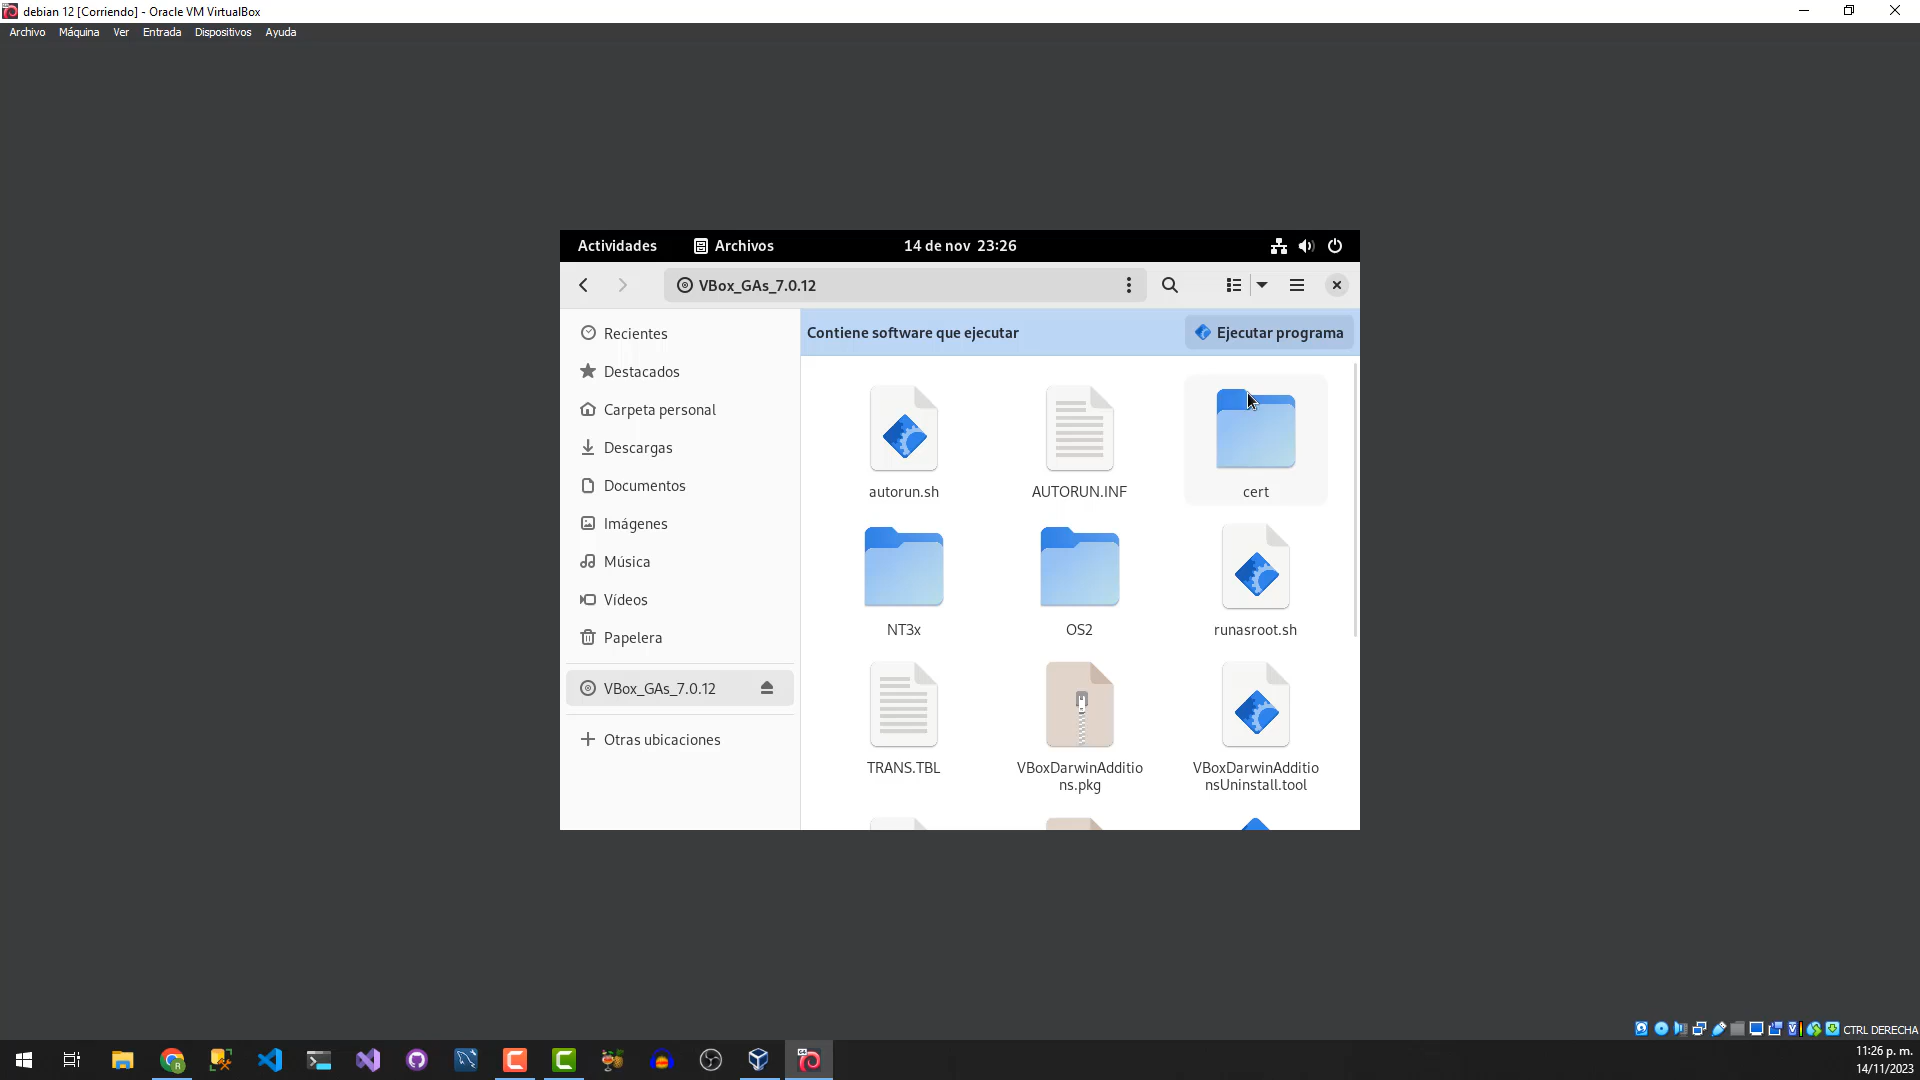 debian 12 [Corriendo] - Oracle VM VirtualBox
Archivo Máquina Ver Entrada Dispositivos Ayuda
Actividades Archivos 14 de nov 23:26
VBox_GAs_7.0.12
Recientes
Destacados
Carpeta personal
Descargas
Documentos
Imágenes
Música
Vídeos
Papelera
VBox_GAs_7.0.12
Otras ubicaciones
Contiene software que ejecutar Ejecutar programa
autorun.sh AUTORUN.INF cert
NT3x OS2 runasroot.sh
TRANS.TBL VBoxDarwinAdditio VBoxDarwinAdditio
ns.pkg nsUninstall.tool
CTRL DERECHA
11:26 p. m.
14/11/2023